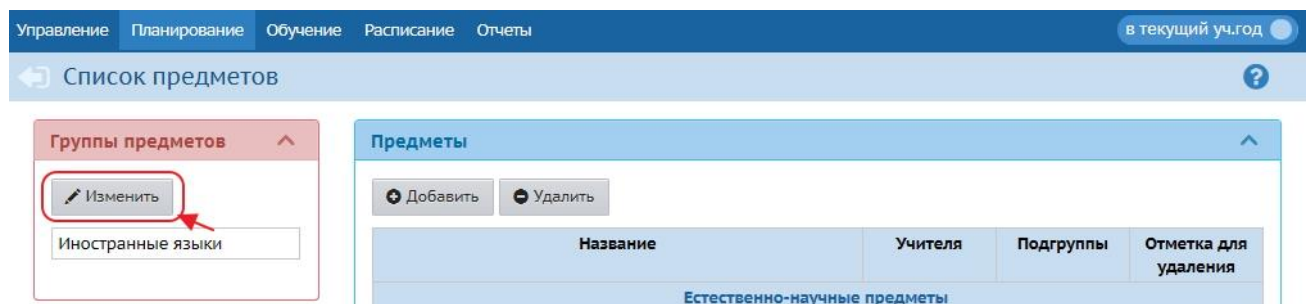 Управление Планирование Обучение Расписание Отчеты в текущий уч.год
Список предметов
Группы предметов
Изменить
Иностранные языки
Предметы
Добавить Удалить
Название Учителя Подгруппы Отметка для
удаления
Естественно-научные предметы